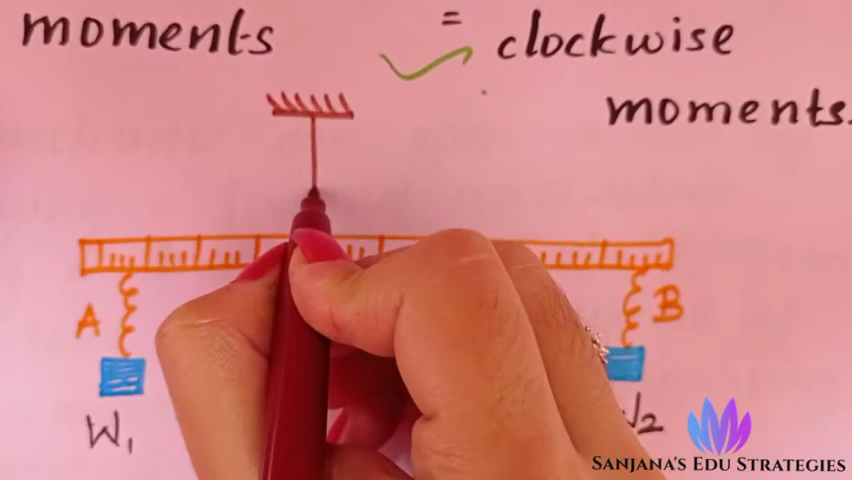 moments = clockwise
moments.
A B
W1
SANJANA'S EDU STRATEGIES